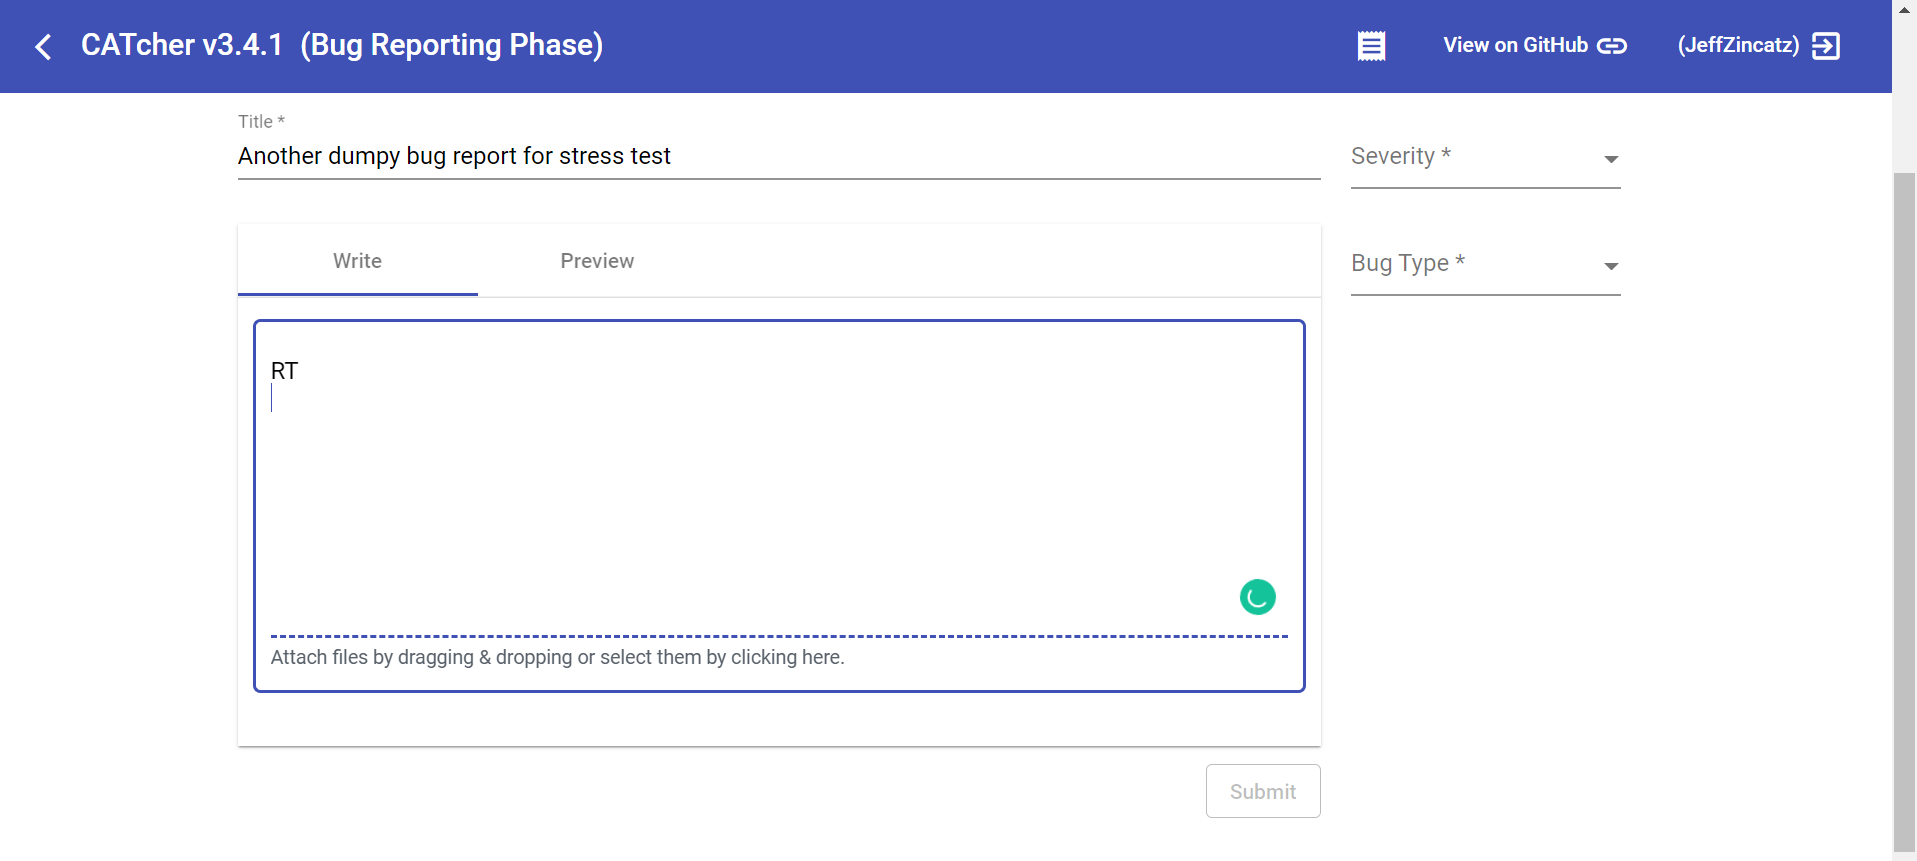 CATcher v3.4.1 (Bug Reporting Phase)
View on GitHub
(JeffZincatz)
Title *
Another dumpy bug report for stress test
Severity *
Write
Preview
Bug Type *
RT
Attach files by dragging & dropping or select them by clicking here.
Submit